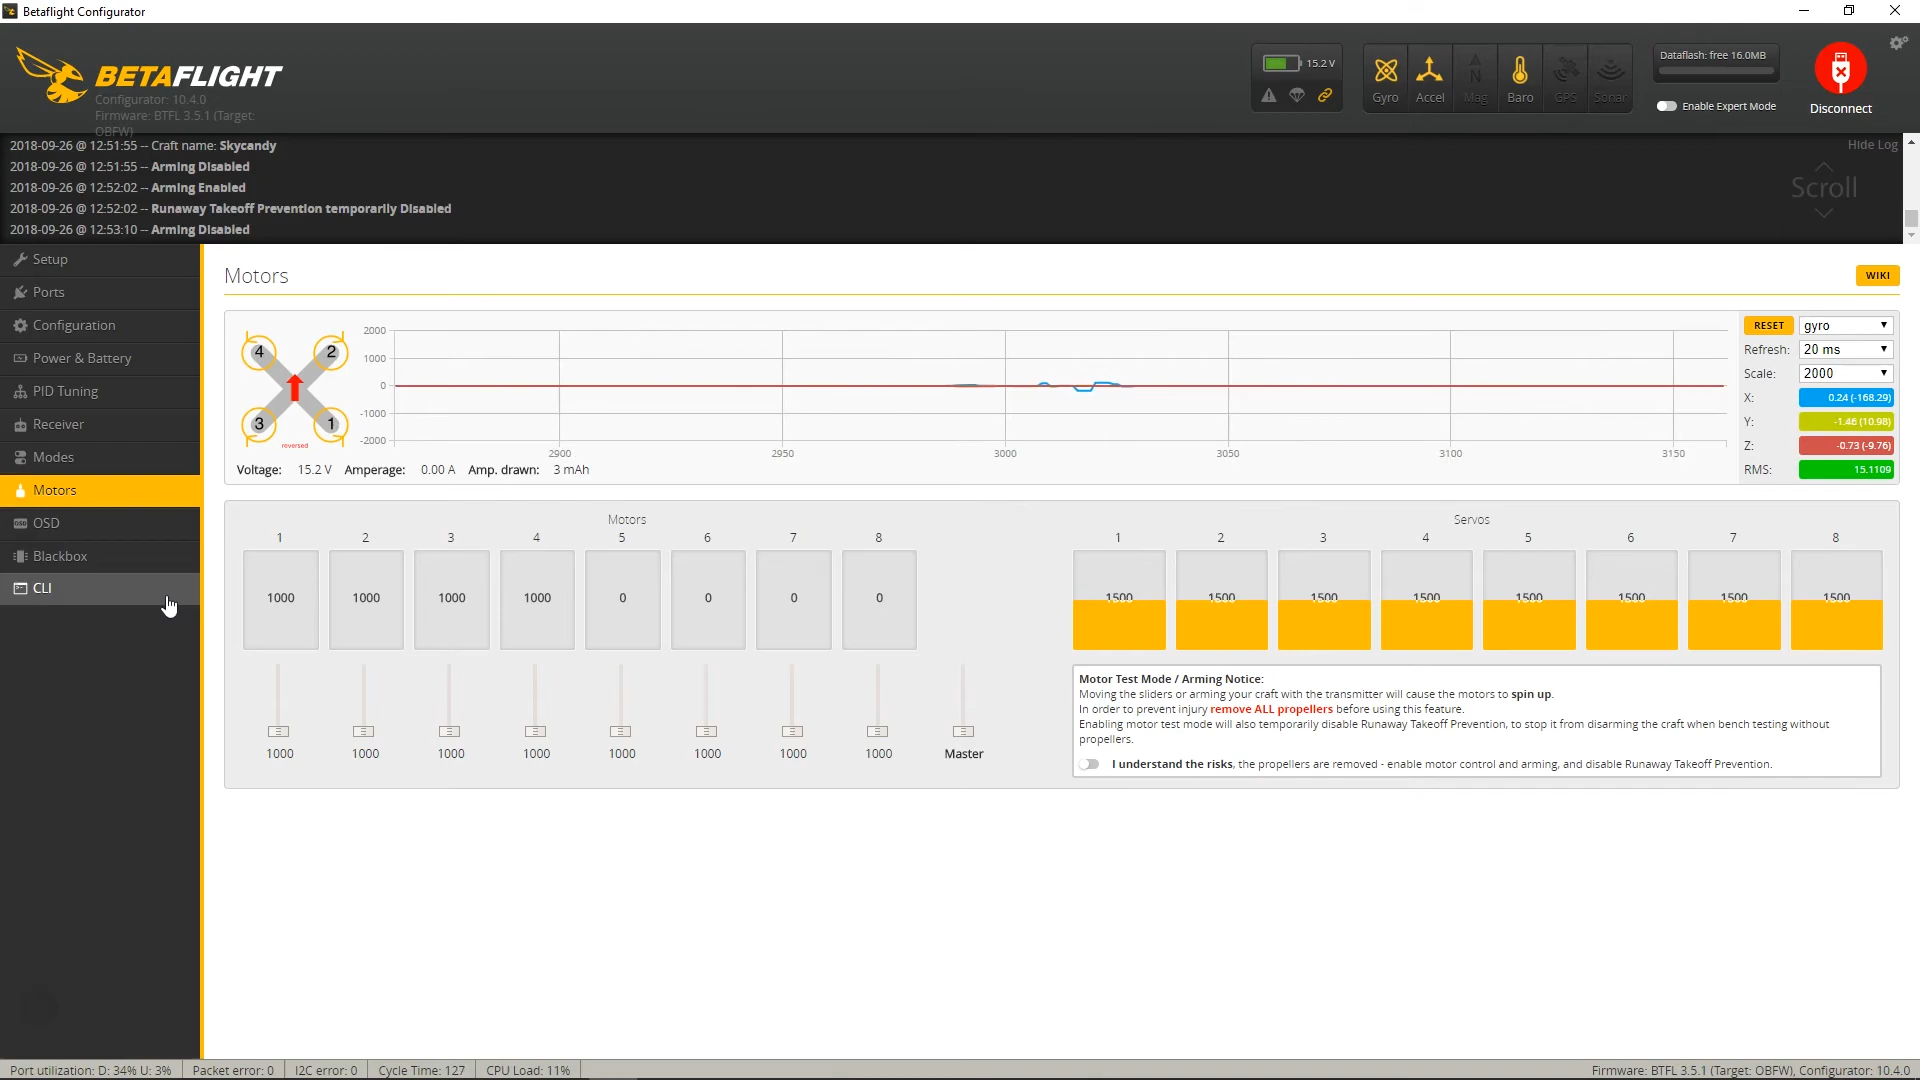 Betaflight Configurator
BETAFLIGHT
Configurator: 10.4.0
Firmware: BTFL 3.5.1 (Target:
OBFW)
15.2 V
Gyro
Accel
Mag
Baro
GPS
Sonar
Dataflash: free 16.0MB
Enable Expert Mode
Disconnect
2018-09-26 @ 12:51:55 -- Craft name: Skycandy
2018-09-26 @ 12:51:55 -- Arming Disabled
2018-09-26 @ 12:52:02 -- Arming Enabled
2018-09-26 @ 12:52:02 -- Runaway Takeoff Prevention temporarily Disabled
2018-09-26 @ 12:53:10 -- Arming Disabled
Hide Log
Scroll
Setup
Ports
Configuration
Power & Battery
PID Tuning
Receiver
Modes
Motors
OSD
Blackbox
CLI
Motors
WIKI
4 2
3 1
reversed
2000
1000
0
-1000
-2000
2900 2950 3000 3050 3100 3150
Voltage: 15.2 V Amperage: 0.00 A Amp. drawn: 3 mAh
RESET gyro
Refresh: 20 ms
Scale: 2000
X: 0.24 (-168.29)
Y: -1.46 (10.98)
Z: -0.73 (-9.76)
RMS: 15.1109
Motors
1 2 3 4 5 6 7 8
1000 1000 1000 1000 0 0 0 0
1000 1000 1000 1000 1000 1000 1000 1000 Master
Servos
1 2 3 4 5 6 7 8
1500 1500 1500 1500 1500 1500 1500 1500
Motor Test Mode / Arming Notice:
Moving the sliders or arming your craft with the transmitter will cause the motors to spin up.
In order to prevent injury remove ALL propellers before using this feature.
Enabling motor test mode will also temporarily disable Runaway Takeoff Prevention, to stop it from disarming the craft when bench testing without
propellers.
I understand the risks, the propellers are removed - enable motor control and arming, and disable Runaway Takeoff Prevention.
Port utilization: D: 34% U: 3% Packet error: 0 I2C error: 0 Cycle Time: 127 CPU Load: 11% Firmware: BTFL 3.5.1 (Target: OBFW), Configurator: 10.4.0